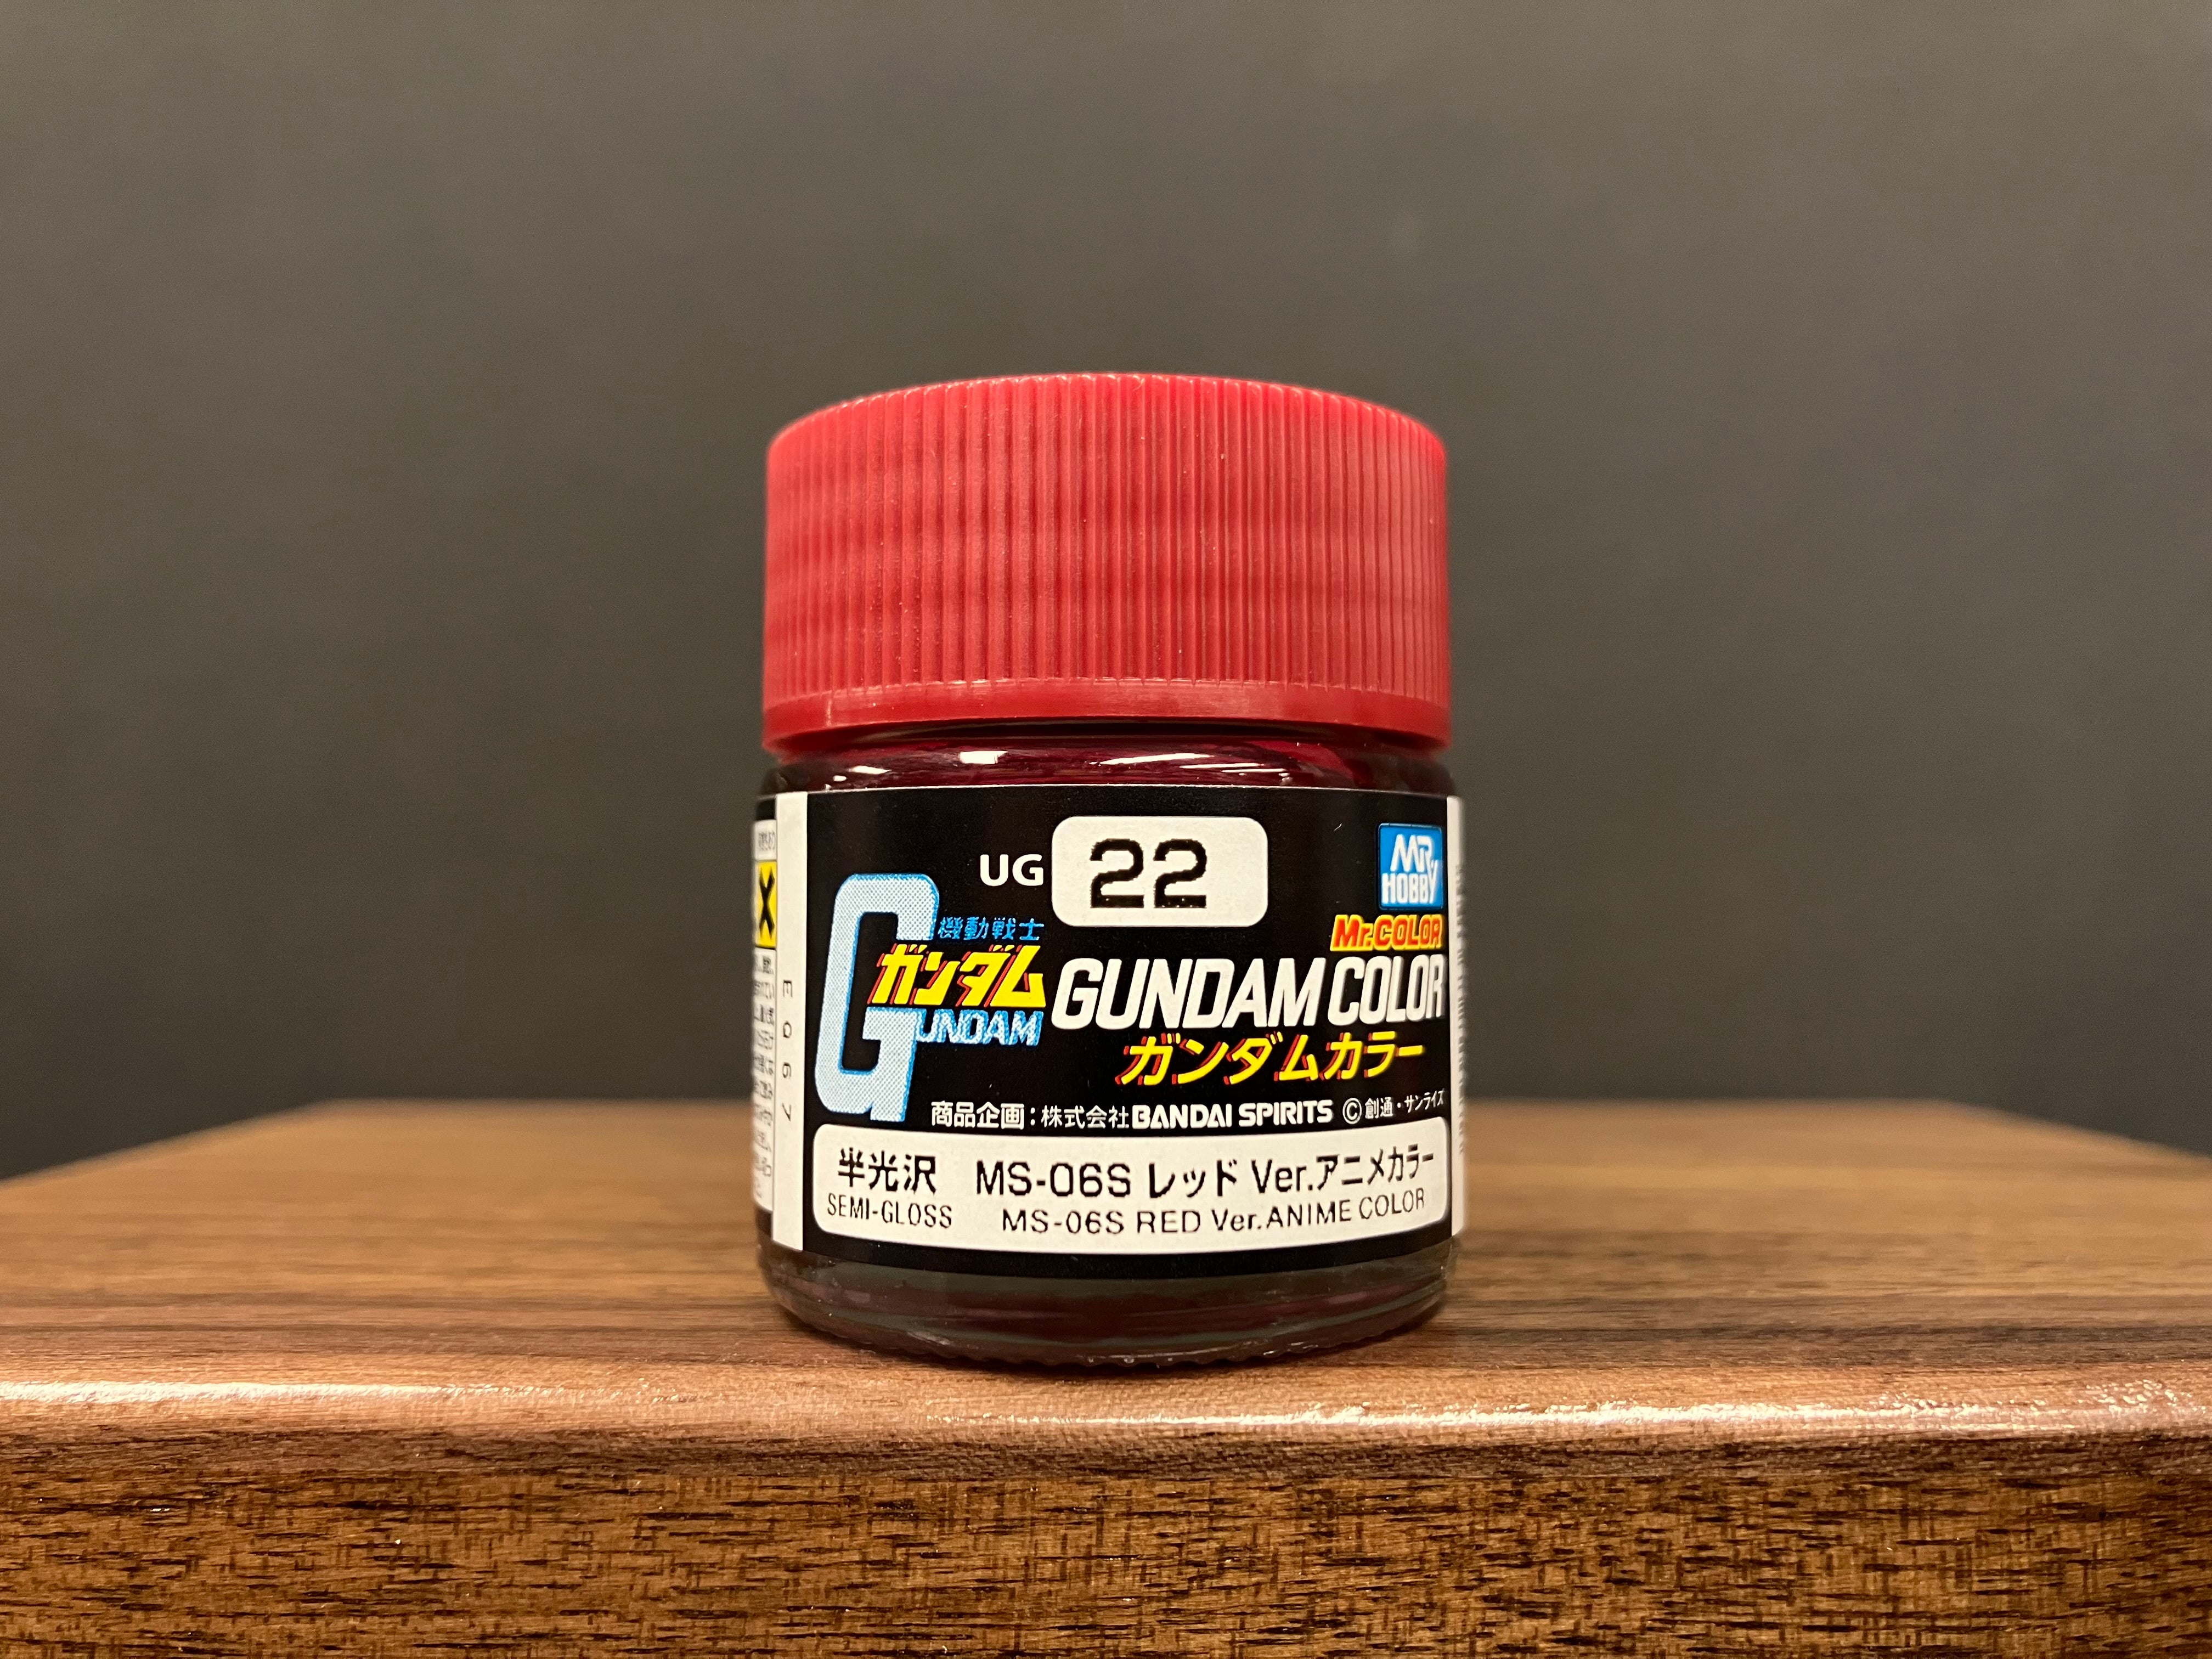 UG 22
MR. HOBBY
機動戦士
ガンダム
GUNDAM
Mr.COLOR
GUNDAM COLOR
ガンダムカラー
商品企画：株式会社BANDAI SPIRITS ©創通・サンライズ
半光沢 MS-06S レッド Ver.アニメカラー
SEMI-GLOSS MS-06S RED Ver.ANIME COLOR
EG67